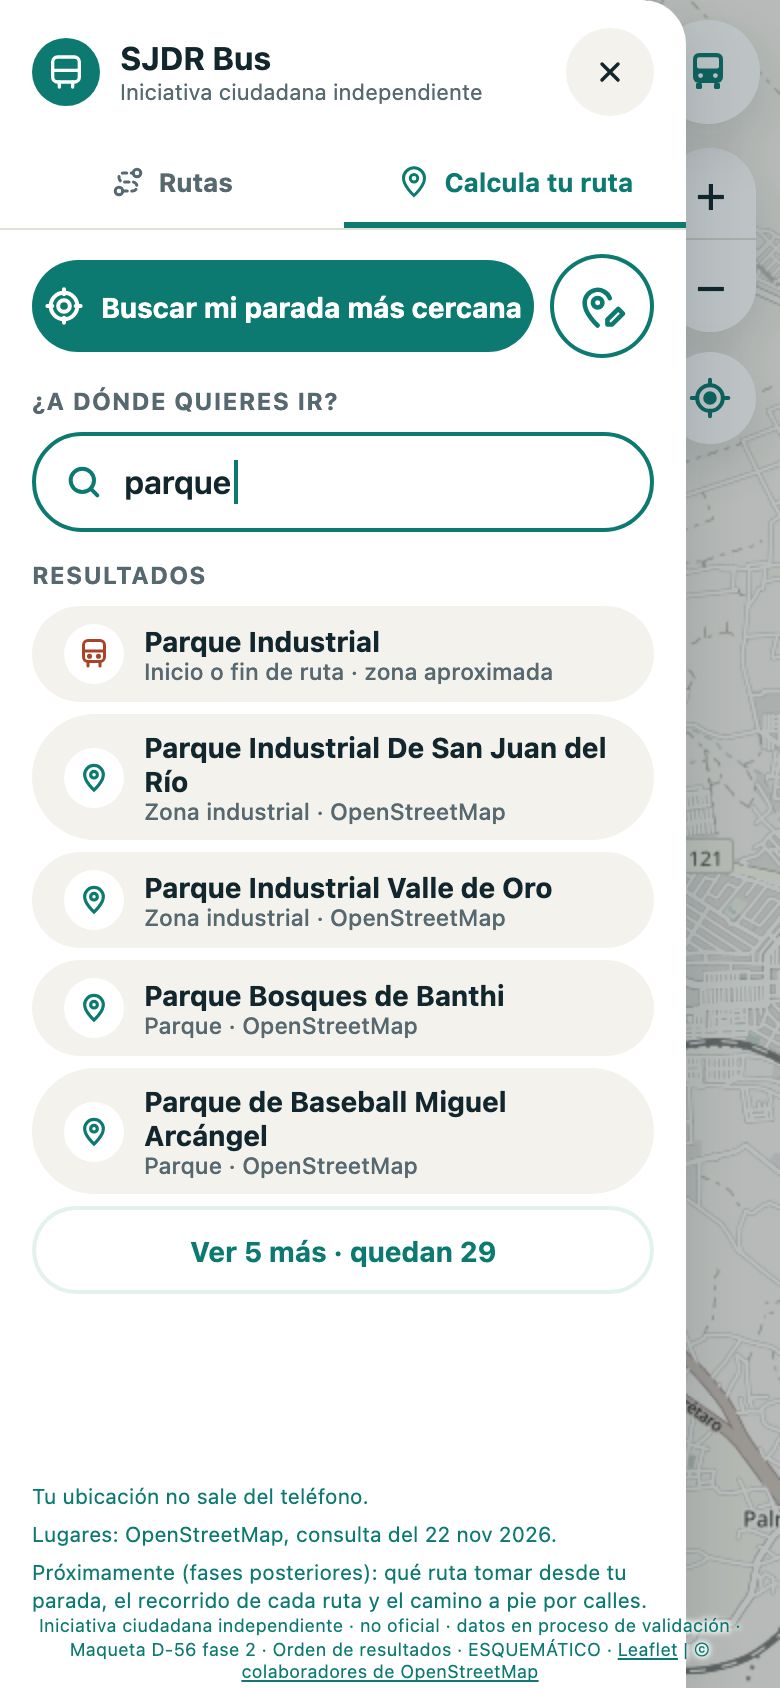 SJDR Bus
Iniciativa ciudadana independiente
Rutas
Calcula tu ruta
Buscar mi parada más cercana
¿A DÓNDE QUIERES IR?
parque
RESULTADOS
Parque Industrial
Inicio o fin de ruta · zona aproximada
Parque Industrial De San Juan del
Río
Zona industrial · OpenStreetMap
Parque Industrial Valle de Oro
Zona industrial · OpenStreetMap
121
Parque Bosques de Banthi
Parque · OpenStreetMap
Parque de Baseball Miguel
Arcángel
Parque · OpenStreetMap
Ver 5 más · quedan 29
Tu ubicación no sale del teléfono.
Lugares: OpenStreetMap, consulta del 22 nov 2026.
Próximamente (fases posteriores): qué ruta tomar desde tu
parada, el recorrido de cada ruta y el camino a pie por calles.
Iniciativa ciudadana independiente · no oficial · datos en proceso de validación ·
Maqueta D-56 fase 2 · Orden de resultados · ESQUEMÁTICO · Leaflet | ©
colaboradores de OpenStreetMap